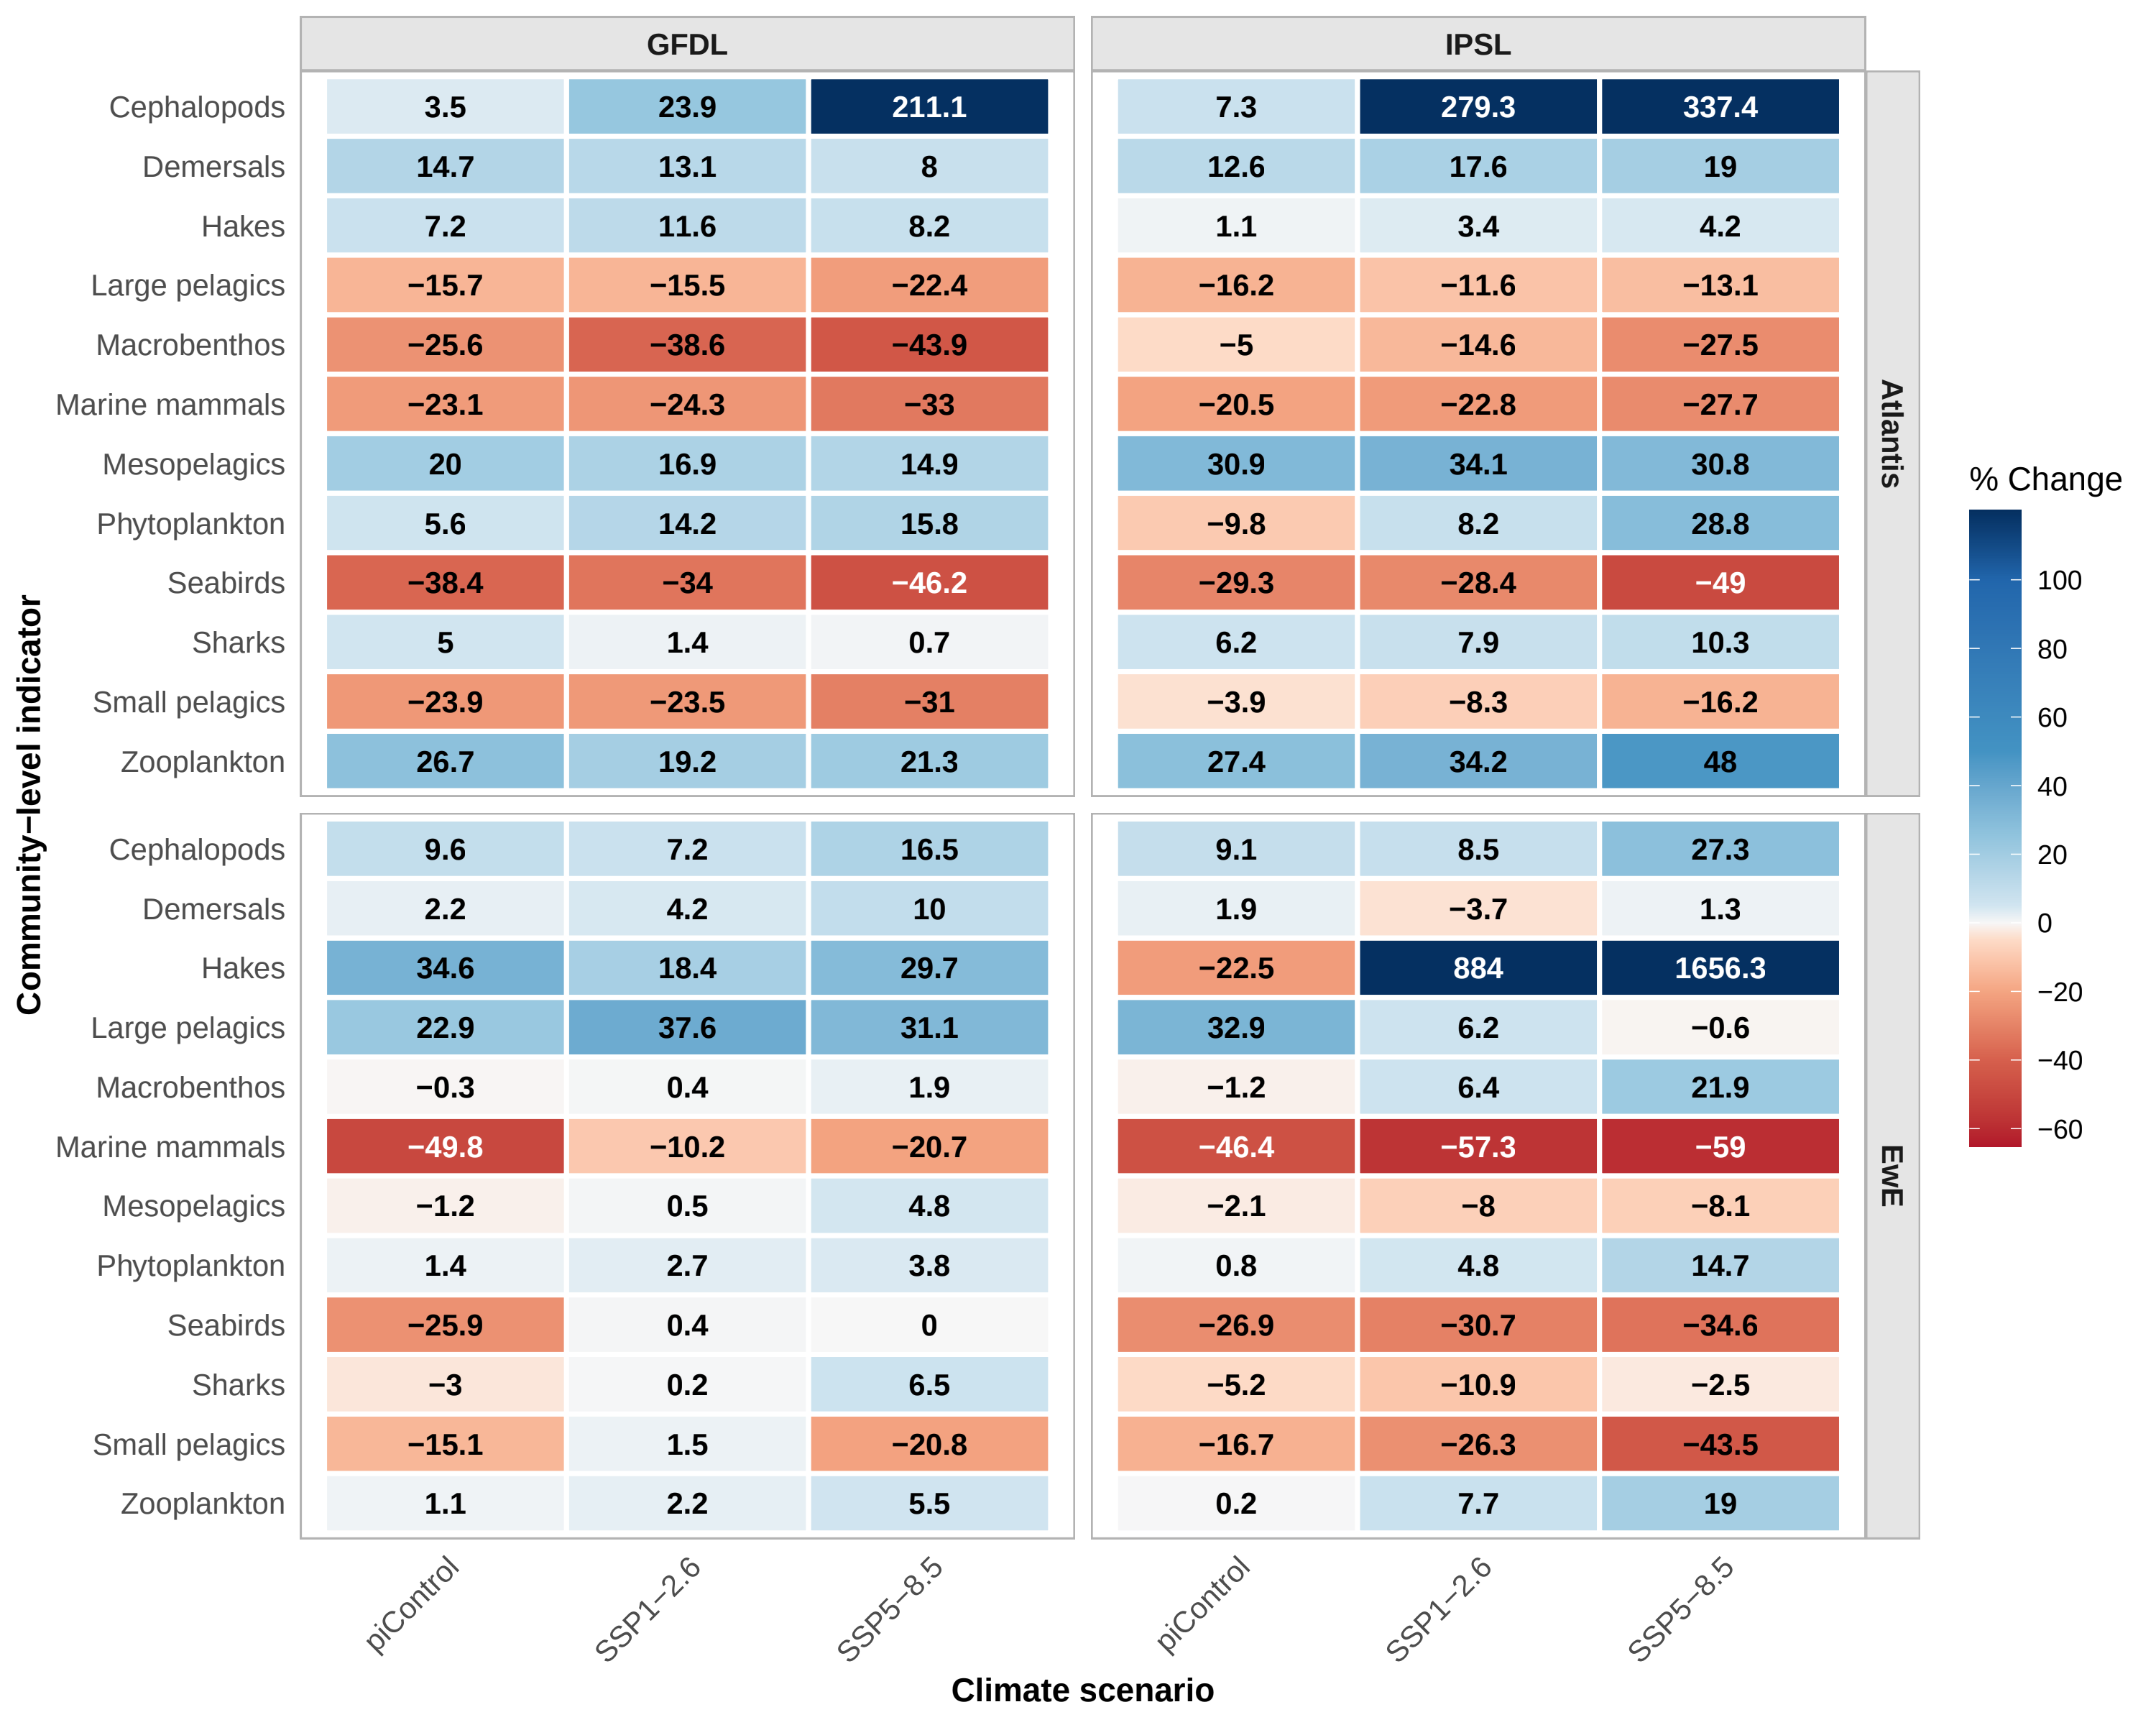 GFDL IPSL
Cephalopods 3.5 23.9 211.1 7.3 279.3 337.4
Demersals 14.7 13.1 8 12.6 17.6 19
Hakes 7.2 11.6 8.2 1.1 3.4 4.2
Large pelagics −15.7 −15.5 −22.4 −16.2 −11.6 −13.1
Macrobenthos −25.6 −38.6 −43.9 −5 −14.6 −27.5
Marine mammals −23.1 −24.3 −33 −20.5 −22.8 −27.7
Mesopelagics 20 16.9 14.9 30.9 34.1 30.8
Phytoplankton 5.6 14.2 15.8 −9.8 8.2 28.8
Seabirds −38.4 −34 −46.2 −29.3 −28.4 −49
Sharks 5 1.4 0.7 6.2 7.9 10.3
Small pelagics −23.9 −23.5 −31 −3.9 −8.3 −16.2
Zooplankton 26.7 19.2 21.3 27.4 34.2 48
Atlantis
Cephalopods 9.6 7.2 16.5 9.1 8.5 27.3
Demersals 2.2 4.2 10 1.9 −3.7 1.3
Hakes 34.6 18.4 29.7 −22.5 884 1656.3
Large pelagics 22.9 37.6 31.1 32.9 6.2 −0.6
Macrobenthos −0.3 0.4 1.9 −1.2 6.4 21.9
Marine mammals −49.8 −10.2 −20.7 −46.4 −57.3 −59
Mesopelagics −1.2 0.5 4.8 −2.1 −8 −8.1
Phytoplankton 1.4 2.7 3.8 0.8 4.8 14.7
Seabirds −25.9 0.4 0 −26.9 −30.7 −34.6
Sharks −3 0.2 6.5 −5.2 −10.9 −2.5
Small pelagics −15.1 1.5 −20.8 −16.7 −26.3 −43.5
Zooplankton 1.1 2.2 5.5 0.2 7.7 19
EwE
piControl SSP1−2.6 SSP5−8.5 piControl SSP1−2.6 SSP5−8.5
Climate scenario
Community−level indicator
% Change
100
80
60
40
20
0
−20
−40
−60